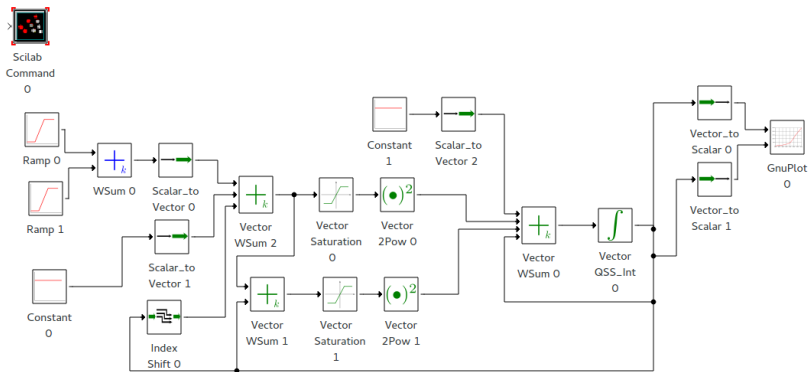 Scilab
Command
0
Ramp 0
Ramp 1
k
WSum 0
Scalar_to
Vector 0
Scalar_to
Vector 1
Constant
0
Index
Shift 0
k
Vector
WSum 2
k
Vector
WSum 1
Vector
Saturation
0
Vector
Saturation
1
(•)²
Vector
2Pow 0
(•)²
Vector
2Pow 1
Constant
1
Scalar_to
Vector 2
k
Vector
WSum 0
∫
Vector
QSS_Int
0
Vector_to
Scalar 0
Vector_to
Scalar 1
GnuPlot
0